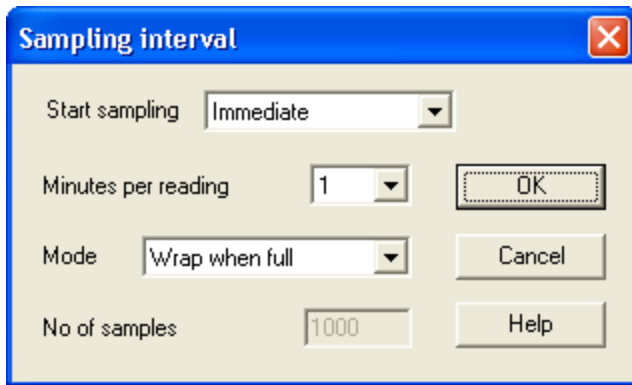 Sampling interval
Start sampling Immediate
Minutes per reading 1 OK
Mode Wrap when full Cancel
No of samples 1000 Help